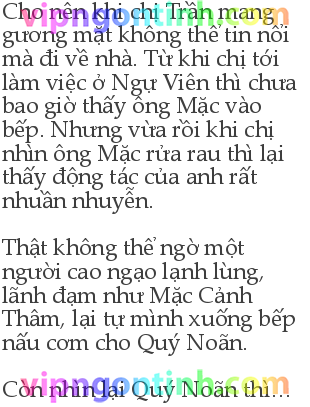 Cho nên khi chị Trần mang
gương mặt không thể tin nổi
mà đi về nhà. Từ khi chị tới
làm việc ở Ngự Viên thì chưa
bao giờ thấy ông Mặc vào
bếp. Nhưng vừa rồi khi chị
nhìn ông Mặc rửa rau thì lại
thấy động tác của anh rất
nhuần nhuyễn.
Thật không thể ngờ một
người cao ngạo lạnh lùng,
lãnh đạm như Mặc Cảnh
Thâm, lại tự mình xuống bếp
nấu cơm cho Quý Noãn.
Còn nhìn lại Quý Noãn thì...
vipngontinh.com
vipngontinh.com